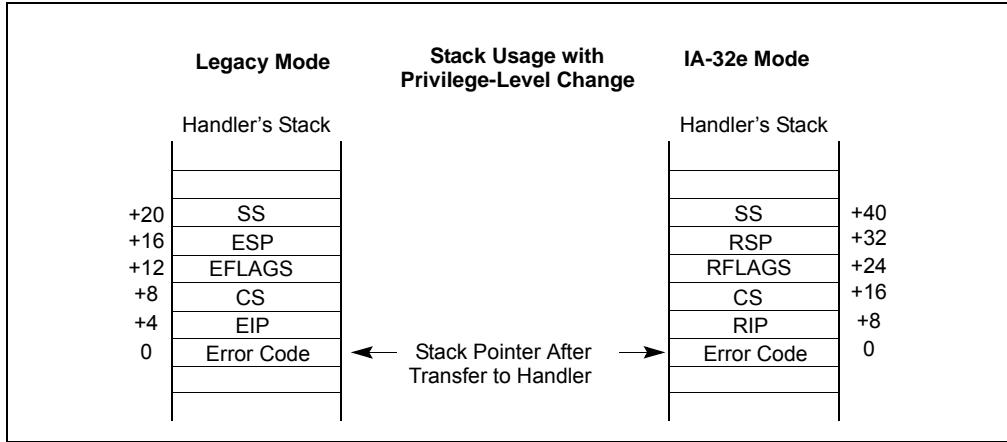 Legacy Mode
Stack Usage with
Privilege-Level Change
IA-32e Mode
Handler's Stack
Handler's Stack
+20 SS
SS +40
+16 ESP
RSP +32
+12 EFLAGS
RFLAGS +24
+8 CS
CS +16
+4 EIP
RIP +8
0 Error Code
Stack Pointer After
Transfer to Handler
Error Code 0